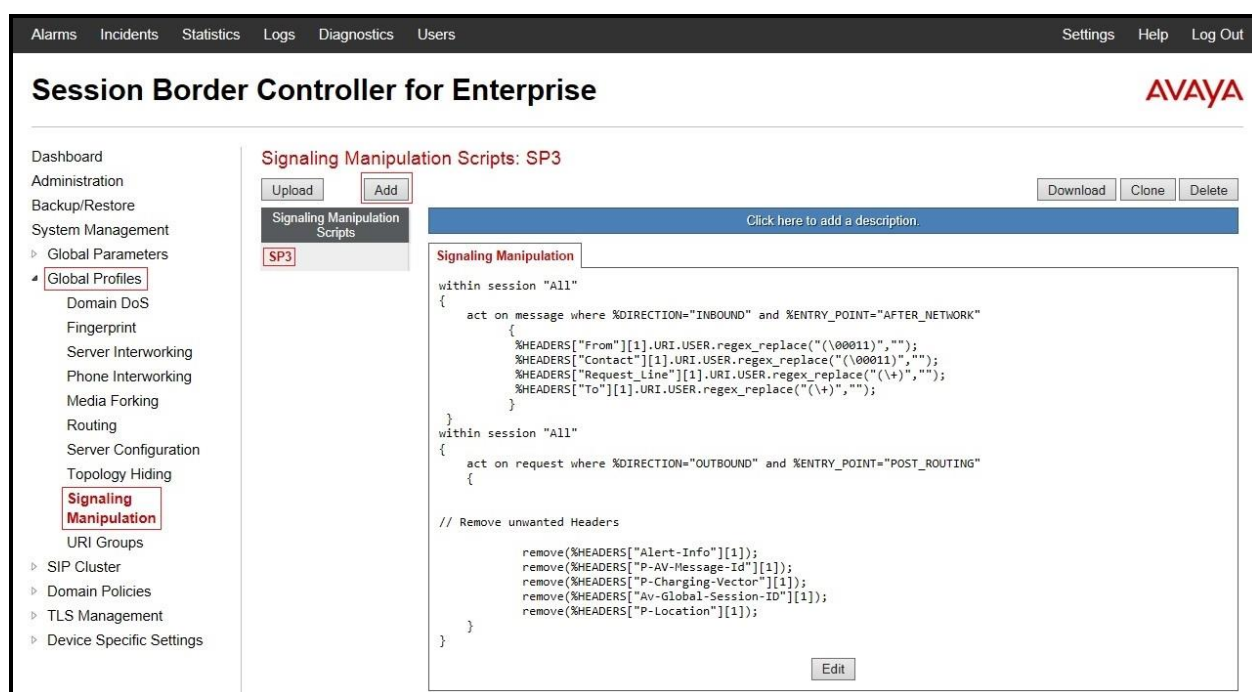 Alarms Incidents Statistics Logs Diagnostics Users Settings Help Log Out
Session Border Controller for Enterprise
AVAYA
Dashboard
Administration
Backup/Restore
System Management
Global Parameters
Global Profiles
Domain DoS
Fingerprint
Server Interworking
Phone Interworking
Media Forking
Routing
Server Configuration
Topology Hiding
Signaling
Manipulation
URI Groups
SIP Cluster
Domain Policies
TLS Management
Device Specific Settings
Signaling Manipulation Scripts: SP3
Upload Add Download Clone Delete
Signaling Manipulation
Scripts
SP3
Click here to add a description.
Signaling Manipulation
within session "All"
{
act on message where %DIRECTION="INBOUND" and %ENTRY_POINT="AFTER_NETWORK"
{
%HEADERS["From"][1].URI.USER.regex_replace("(\00011)","");
%HEADERS["Contact"][1].URI.USER.regex_replace("(\00011)","");
%HEADERS["Request_Line"][1].URI.USER.regex_replace("(\+)","");
%HEADERS["To"][1].URI.USER.regex_replace("(\+)","");
}
}
within session "All"
{
act on request where %DIRECTION="OUTBOUND" and %ENTRY_POINT="POST_ROUTING"
{
// Remove unwanted Headers
remove(%HEADERS["Alert-Info"][1]);
remove(%HEADERS["P-AV-Message-Id"][1]);
remove(%HEADERS["P-Charging-Vector"][1]);
remove(%HEADERS["Av-Global-Session-ID"][1]);
remove(%HEADERS["P-Location"][1]);
}
}
Edit